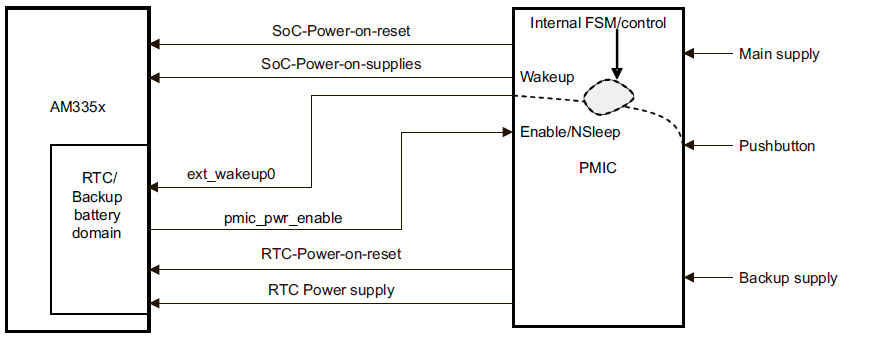 Internal FSM/control
SoC-Power-on-reset
Main supply
SoC-Power-on-supplies
Wakeup
AM335x
Enable/NSleep
Pushbutton
PMIC
ext_wakeup0
RTC/
Backup
battery
domain
pmic_pwr_enable
RTC-Power-on-reset
Backup supply
RTC Power supply